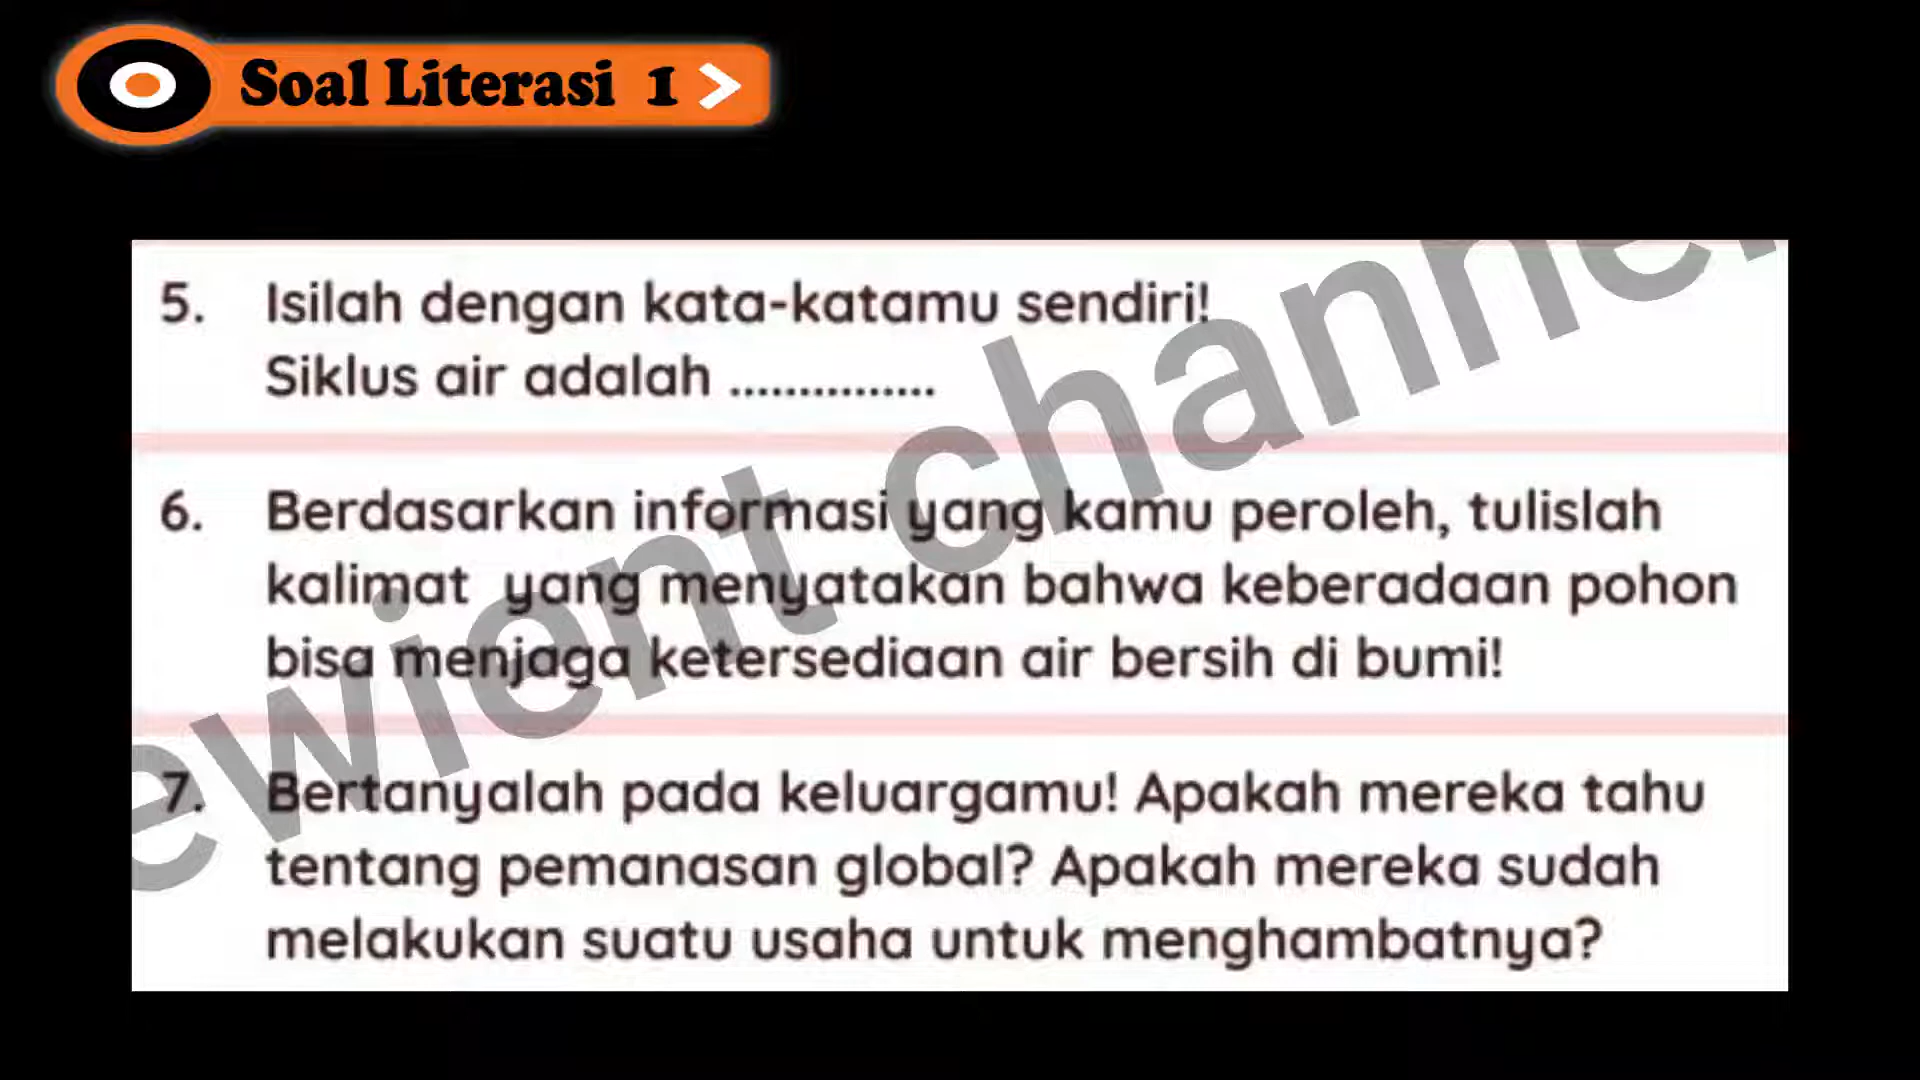 Soal Literasi 1
5. Isilah dengan kata-katamu sendiri!
Siklus air adalah ...............
6. Berdasarkan informasi yang kamu peroleh, tulislah
kalimat yang menyatakan bahwa keberadaan pohon
bisa menjaga ketersediaan air bersih di bumi!
7. Bertanyalah pada keluargamu! Apakah mereka tahu
tentang pemanasan global? Apakah mereka sudah
melakukan suatu usaha untuk menghambatnya?
ewient channel